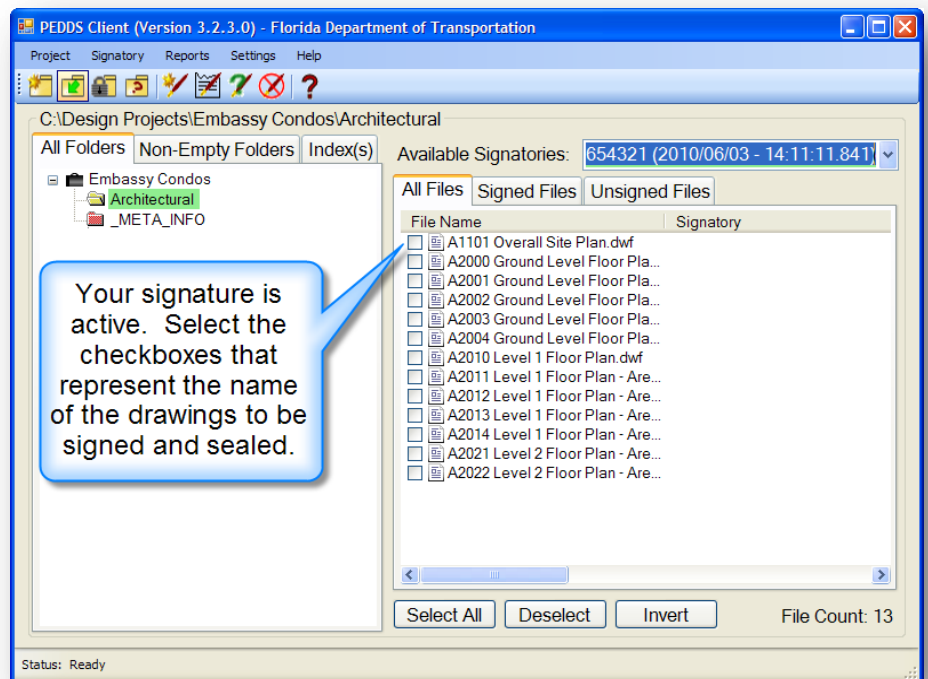 PEDDS Client (Version 3.2.3.0) - Florida Department of Transportation
Project Signatory Reports Settings Help
C:\Design Projects\Embassy Condos\Architectural
All Folders Non-Empty Folders Index(s)
Embassy Condos
Architectural
_META_INFO
Your signature is
active. Select the
checkboxes that
represent the name
of the drawings to be
signed and sealed.
Available Signatories: 654321 (2010/06/03 - 14:11:11.841)
All Files Signed Files Unsigned Files
File Name Signatory
A1101 Overall Site Plan.dwf
A2000 Ground Level Floor Pla...
A2001 Ground Level Floor Pla...
A2002 Ground Level Floor Pla...
A2003 Ground Level Floor Pla...
A2004 Ground Level Floor Pla...
A2010 Level 1 Floor Plan.dwf
A2011 Level 1 Floor Plan - Are...
A2012 Level 1 Floor Plan - Are...
A2013 Level 1 Floor Plan - Are...
A2014 Level 1 Floor Plan - Are...
A2021 Level 2 Floor Plan - Are...
A2022 Level 2 Floor Plan - Are...
Select All Deselect Invert File Count: 13
Status: Ready